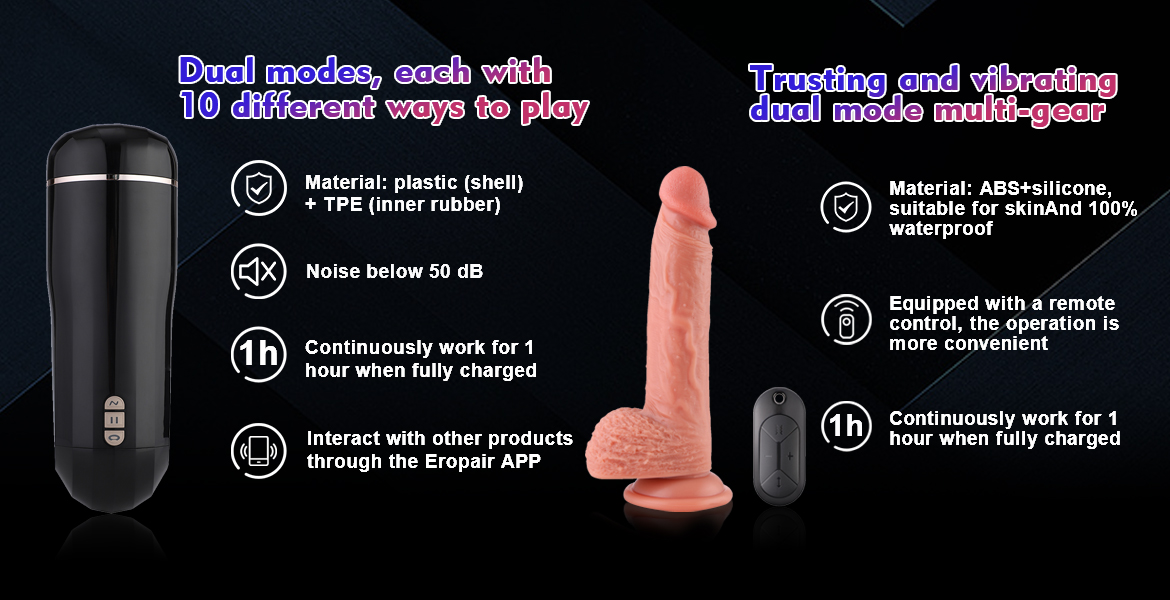 Dual modes, each with
10 different ways to play
Material: plastic (shell)
+ TPE (inner rubber)
Noise below 50 dB
1h
Continuously work for 1
hour when fully charged
Interact with other products
through the Eropair APP
Trusting and vibrating
dual mode multi-gear
Material: ABS+silicone,
suitable for skinAnd 100%
waterproof
Equipped with a remote
control, the operation is
more convenient
1h
Continuously work for 1
hour when fully charged